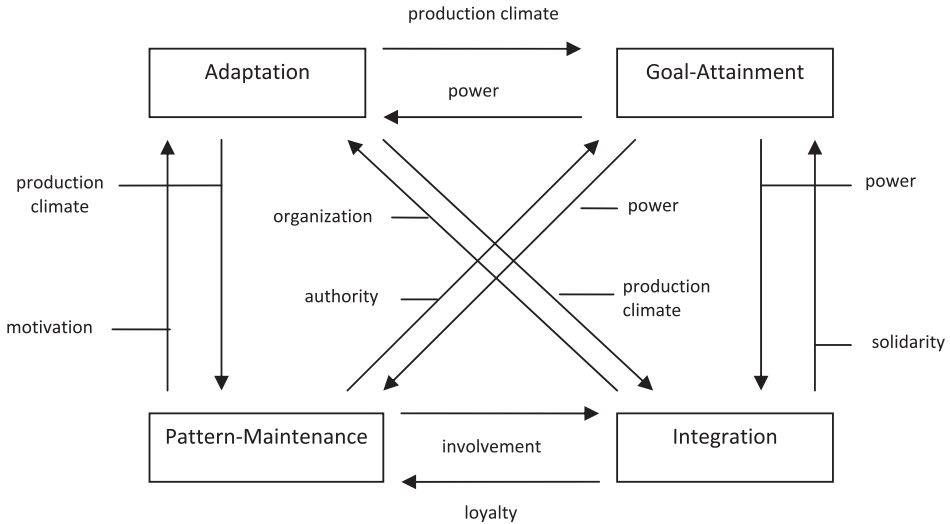 production climate
Adaptation
Goal-Attainment
power
production
climate
power
organization
power
authority
production
climate
motivation
solidarity
Pattern-Maintenance
Integration
involvement
loyalty